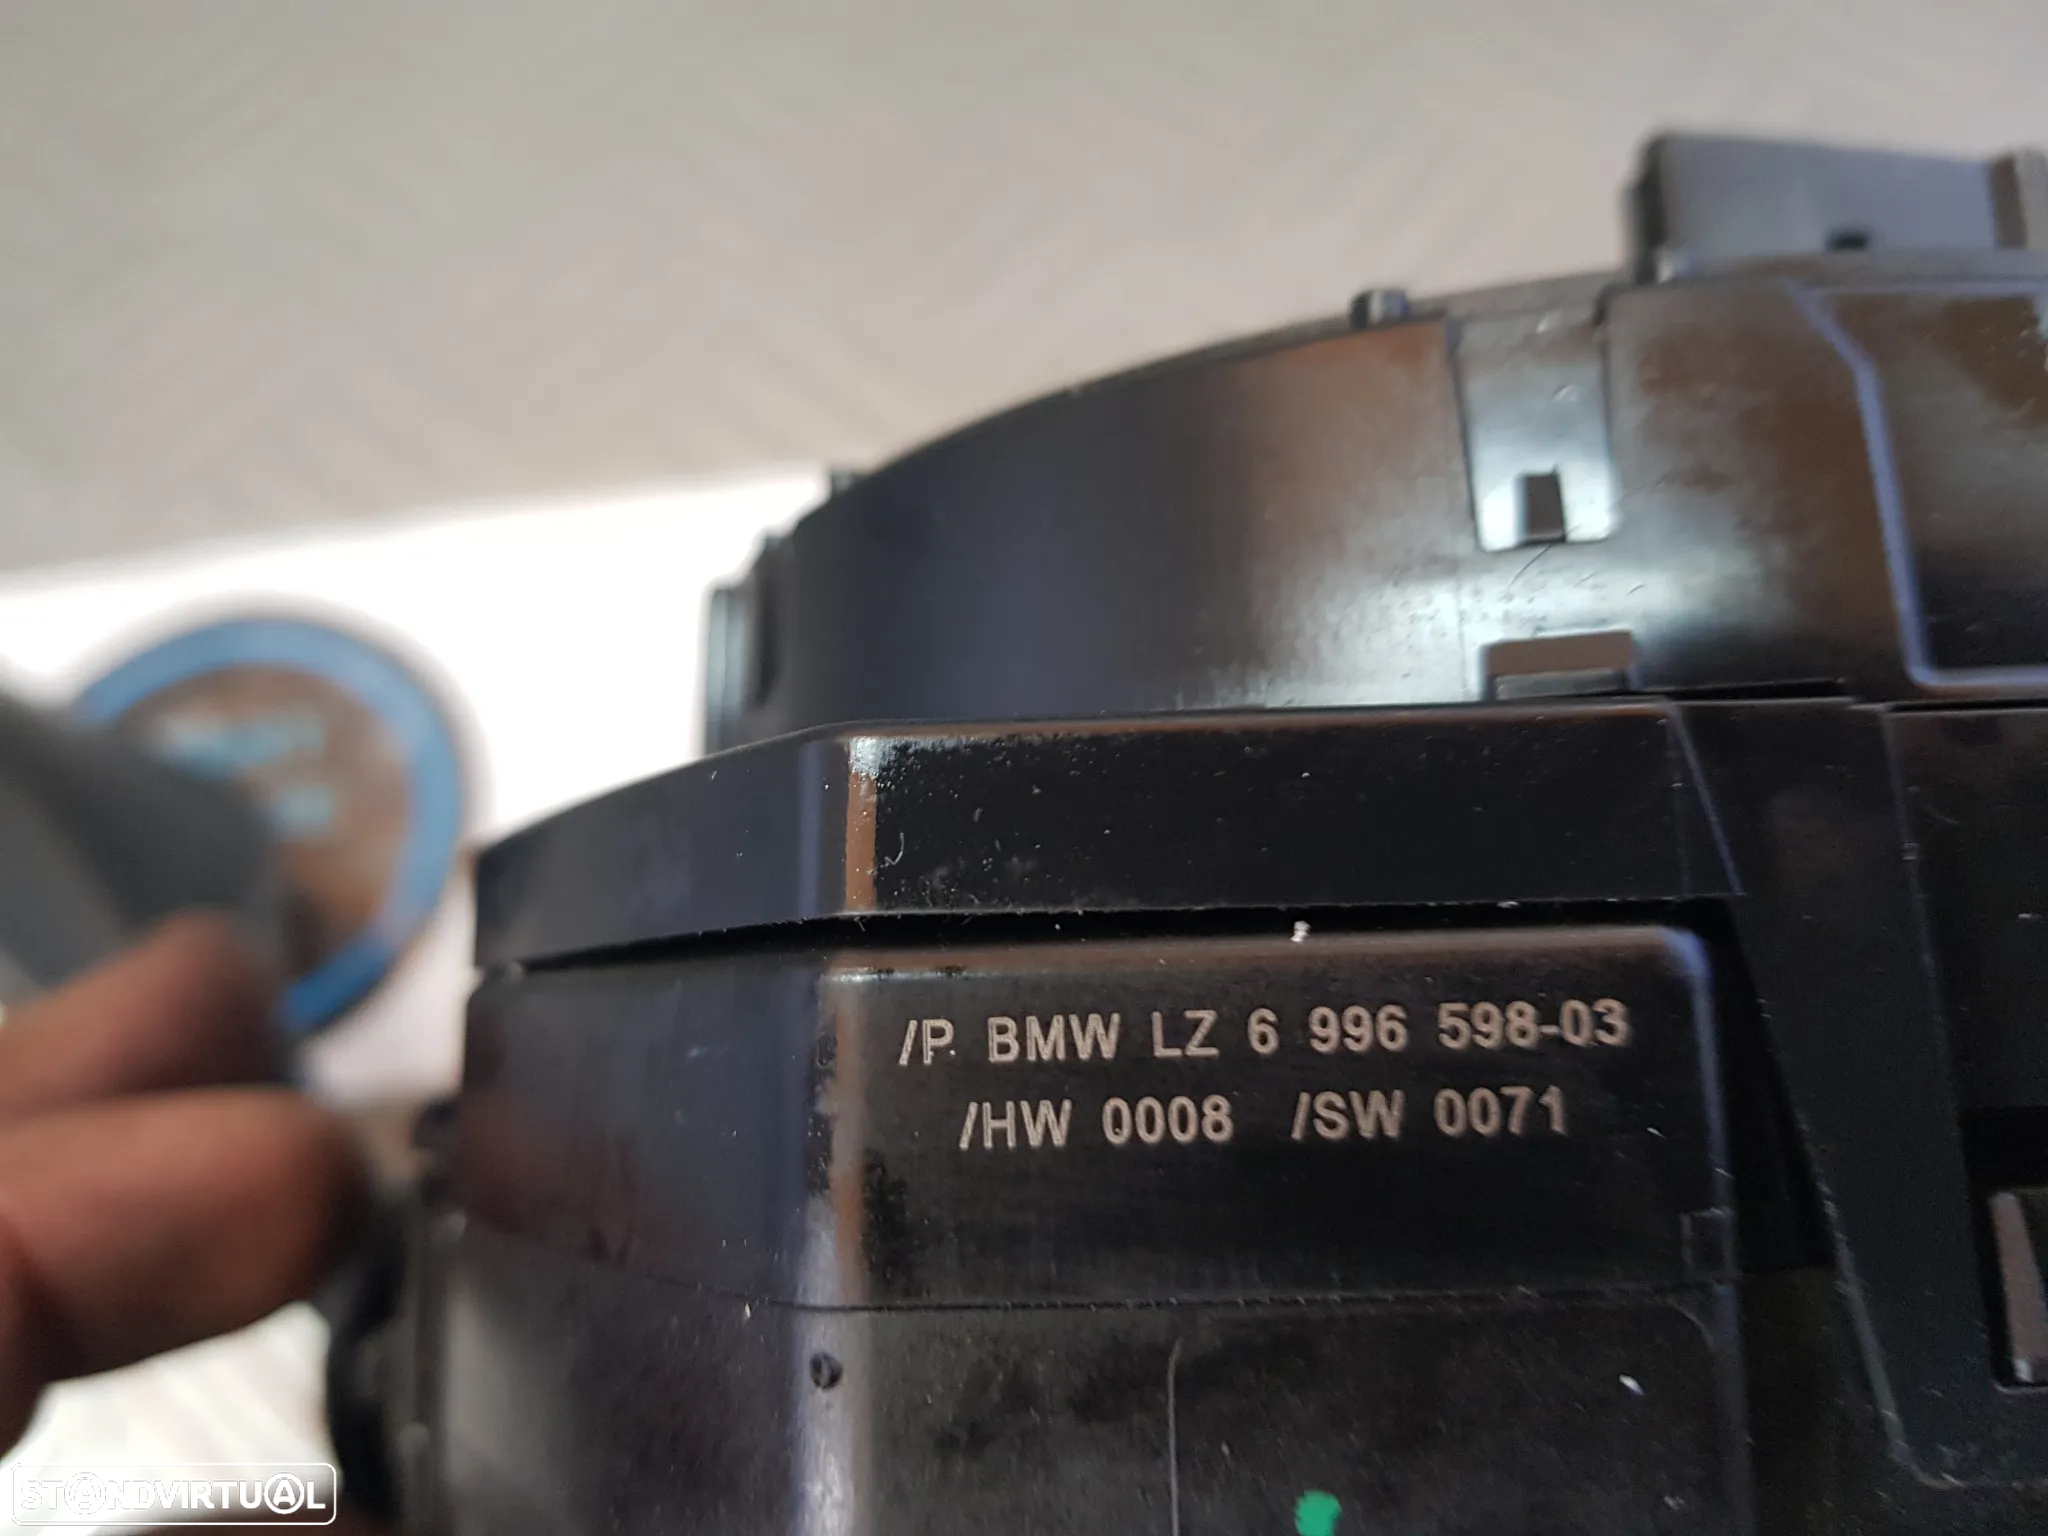 /P BMW LZ 6 996 598-03
/HW 0008 /SW 0071
STANDVIRTUAL